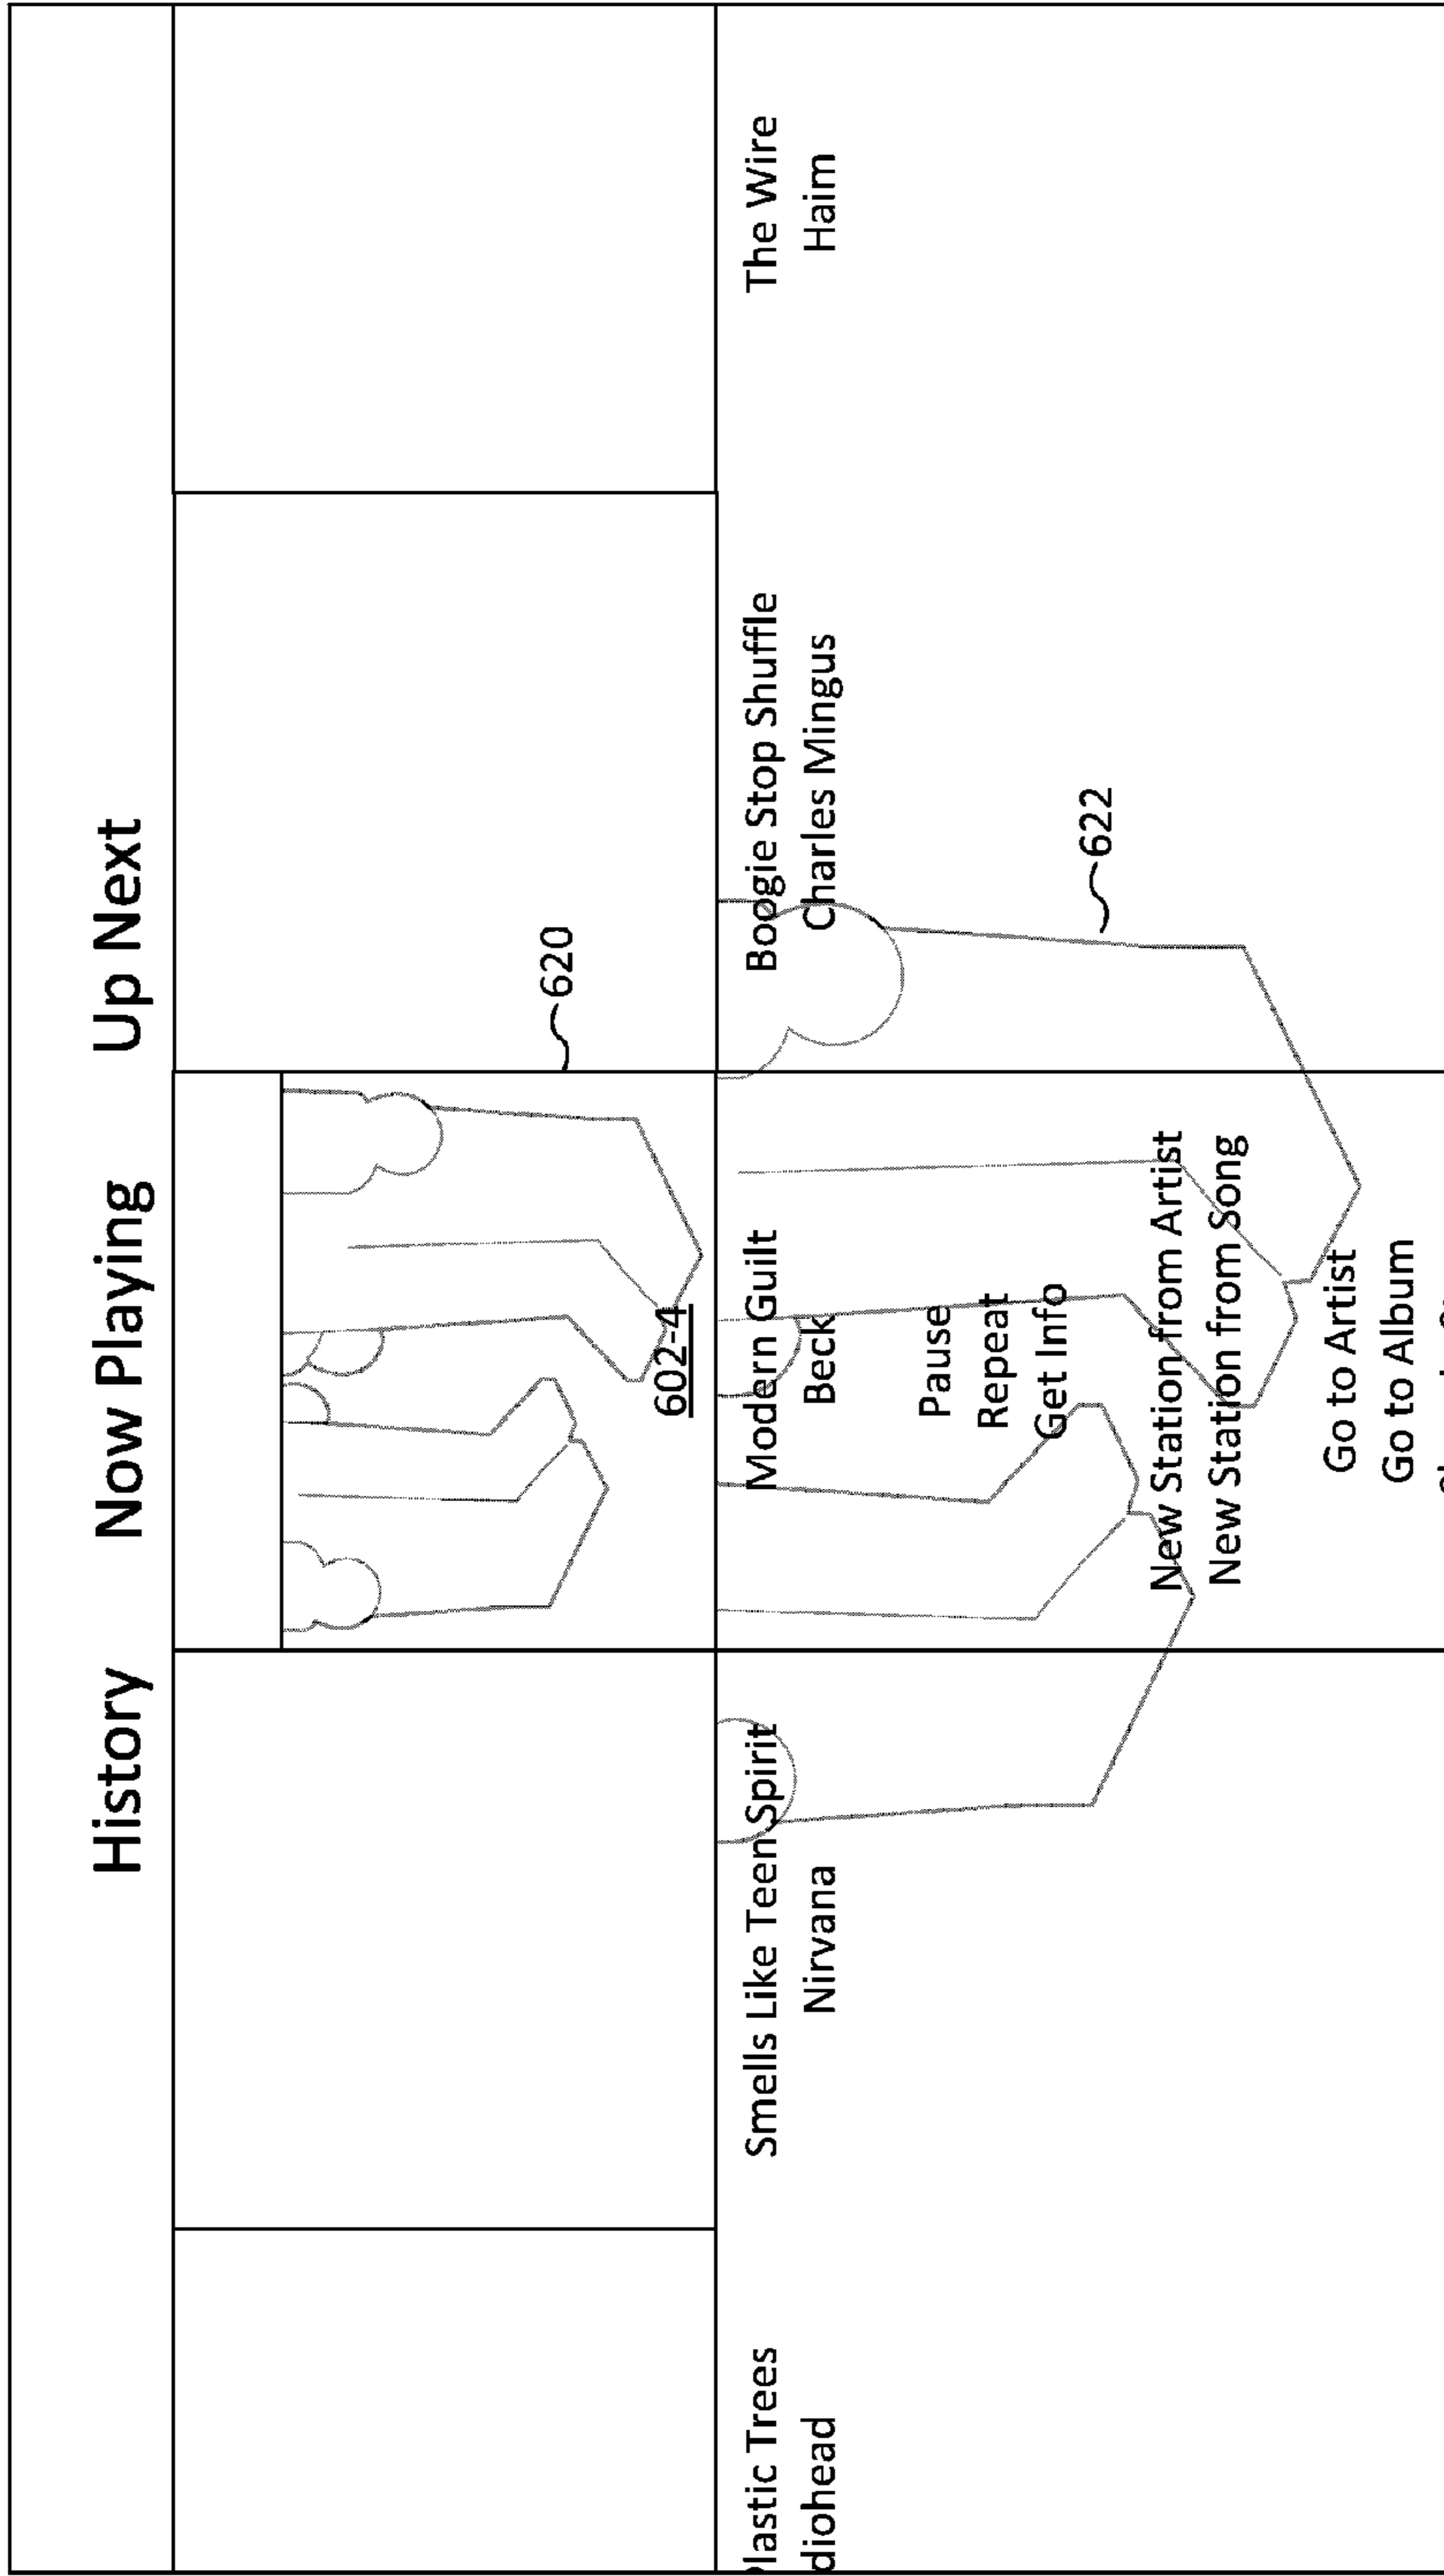 History
Now Playing
Up Next
620
602-4
lastic Trees
diohead
Smells Like Teen Spirit
Nirvana
Modern Guilt
Beck
Boogie Stop Shuffle
Charles Mingus
The Wire
Haim
Pause
Repeat
Get Info
622
New Station from Artist
New Station from Song
Go to Artist
Go to Album